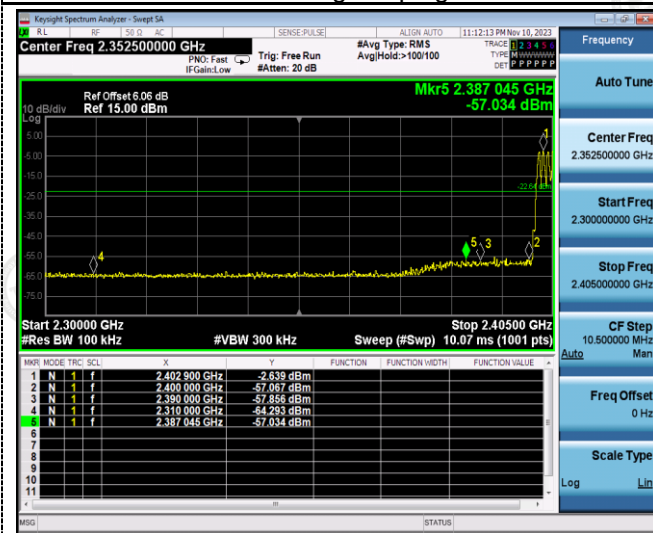 Keysight Spectrum Analyzer - Swept SA
RL RF 50 Ω AC SENSE:PULSE ALIGN AUTO 11:12:13 PM Nov 10, 2023
Center Freq 2.352500000 GHz
PNO: Fast
IFGain:Low
Trig: Free Run
#Atten: 20 dB
#Avg Type: RMS
Avg|Hold:>100/100
TRACE 1 2 3 4 5 6
TYPE M W W W W W
DET P P P P P P
Mkr5 2.387 045 GHz
-57.034 dBm
Ref Offset 6.06 dB
10 dB/div Ref 15.00 dBm
Log
5.00
-5.00
-15.0
-25.0
-35.0
-45.0
-55.0
-65.0
-75.0
1
-22.64 dBm
5 3 2
4
Start 2.30000 GHz Stop 2.40500 GHz
#Res BW 100 kHz #VBW 300 kHz Sweep (#Swp) 10.07 ms (1001 pts)
MKR MODE TRC SCL X Y FUNCTION FUNCTION WIDTH FUNCTION VALUE
1 N 1 f 2.402 900 GHz -2.639 dBm
2 N 1 f 2.400 000 GHz -57.067 dBm
3 N 1 f 2.390 000 GHz -57.856 dBm
4 N 1 f 2.310 000 GHz -64.293 dBm
5 N 1 f 2.387 045 GHz -57.034 dBm
6
7
8
9
10
11
MSG STATUS
Frequency
Auto Tune
Center Freq
2.352500000 GHz
Start Freq
2.300000000 GHz
Stop Freq
2.405000000 GHz
CF Step
10.500000 MHz
Auto Man
Freq Offset
0 Hz
Scale Type
Log Lin